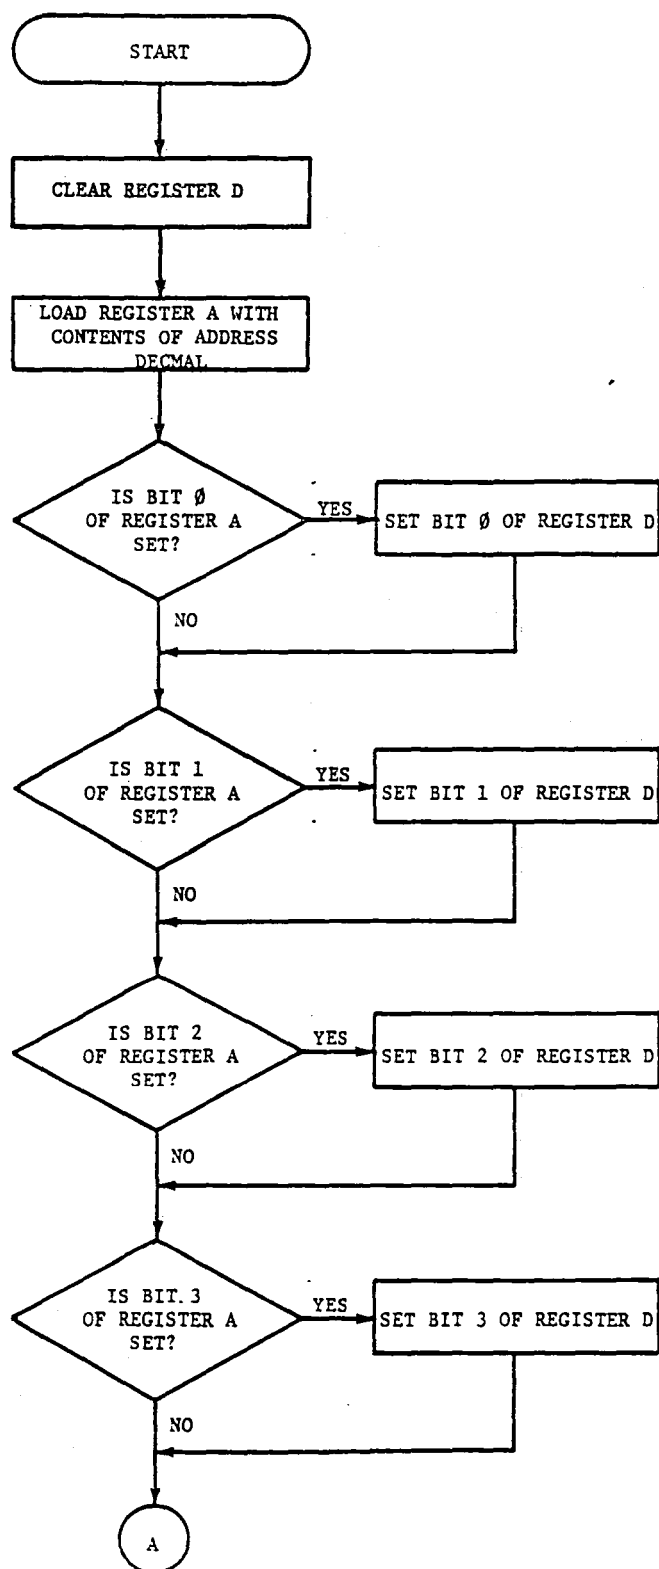 START
CLEAR REGISTER D
LOAD REGISTER A WITH
CONTENTS OF ADDRESS
DECMAL
IS BIT Ø
OF REGISTER A
SET?
YES
SET BIT Ø OF REGISTER D
NO
IS BIT 1
OF REGISTER A
SET?
YES
SET BIT 1 OF REGISTER D
NO
IS BIT 2
OF REGISTER A
SET?
YES
SET BIT 2 OF REGISTER D
NO
IS BIT.3
OF REGISTER A
SET?
YES
SET BIT 3 OF REGISTER D
NO
A